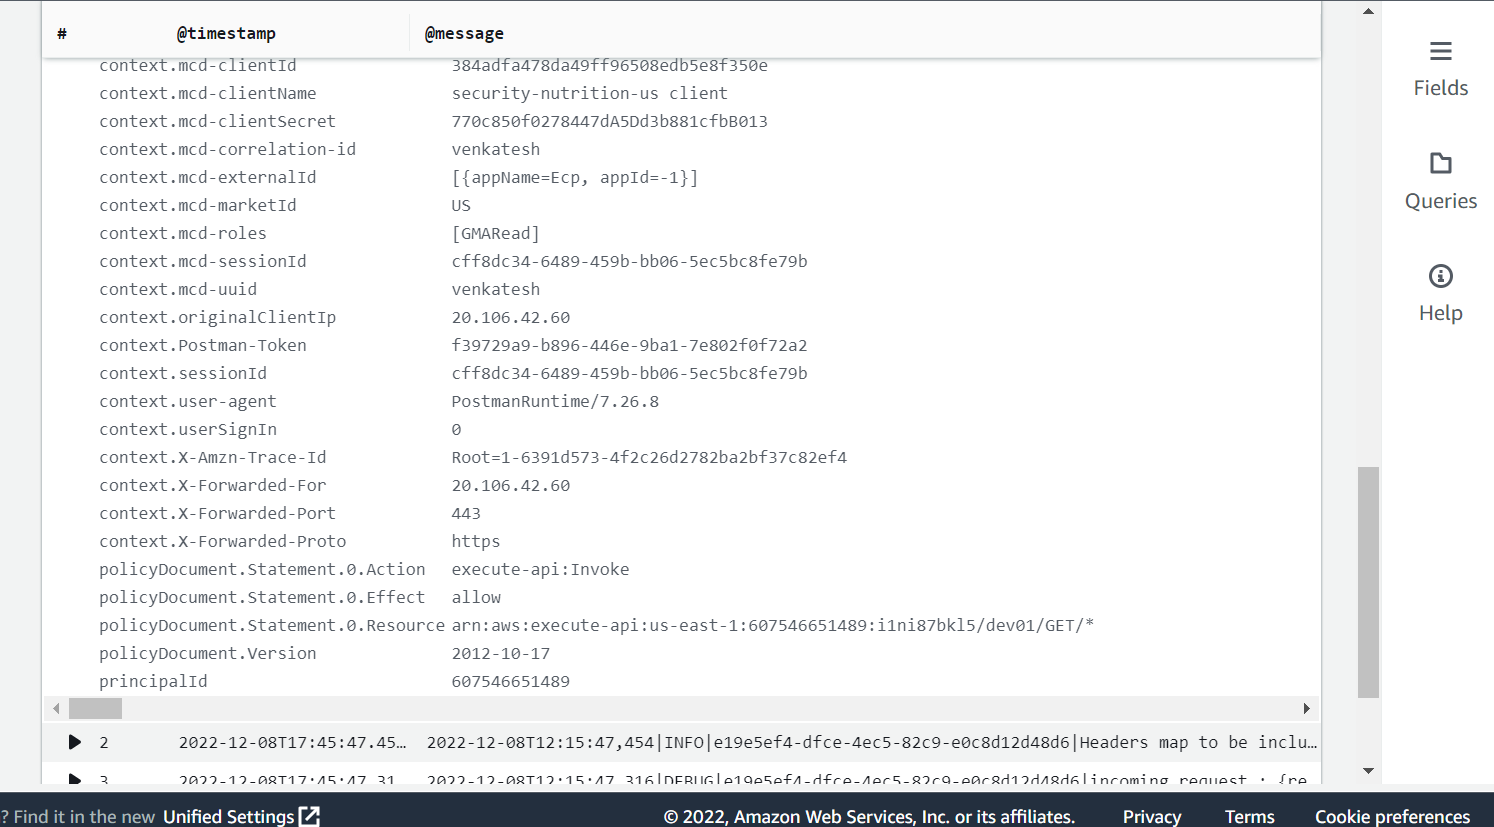 # @timestamp @message
context.mcd-clientId 384adfa478da49ff96508edb5e8f350e
context.mcd-clientName security-nutrition-us client
context.mcd-clientSecret 770c850f0278447dA5Dd3b881cfbB013
context.mcd-correlation-id venkatesh
context.mcd-externalId [{appName=Ecp, appId=-1}]
context.mcd-marketId US
context.mcd-roles [GMARead]
context.mcd-sessionId cff8dc34-6489-459b-bb06-5ec5bc8fe79b
context.mcd-uuid venkatesh
context.originalClientIp 20.106.42.60
context.Postman-Token f39729a9-b896-446e-9ba1-7e802f0f72a2
context.sessionId cff8dc34-6489-459b-bb06-5ec5bc8fe79b
context.user-agent PostmanRuntime/7.26.8
context.userSignIn 0
context.X-Amzn-Trace-Id Root=1-6391d573-4f2c26d2782ba2bf37c82ef4
context.X-Forwarded-For 20.106.42.60
context.X-Forwarded-Port 443
context.X-Forwarded-Proto https
policyDocument.Statement.0.Action execute-api:Invoke
policyDocument.Statement.0.Effect allow
policyDocument.Statement.0.Resource arn:aws:execute-api:us-east-1:607546651489:i1ni87bkl5/dev01/GET/*
policyDocument.Version 2012-10-17
principalId 607546651489
2 2022-12-08T17:45:47.45… 2022-12-08T12:15:47,454|INFO|e19e5ef4-dfce-4ec5-82c9-e0c8d12d48d6|Headers map to be inclu…
3 2022-12-08T17:45:47.31 2022-12-08T12:15:47,316|DEBUG|e19e5ef4-dfce-4ec5-82c9-e0c8d12d48d6|incoming request : {re
Fields
Queries
Help
? Find it in the new Unified Settings © 2022, Amazon Web Services, Inc. or its affiliates. Privacy Terms Cookie preferences